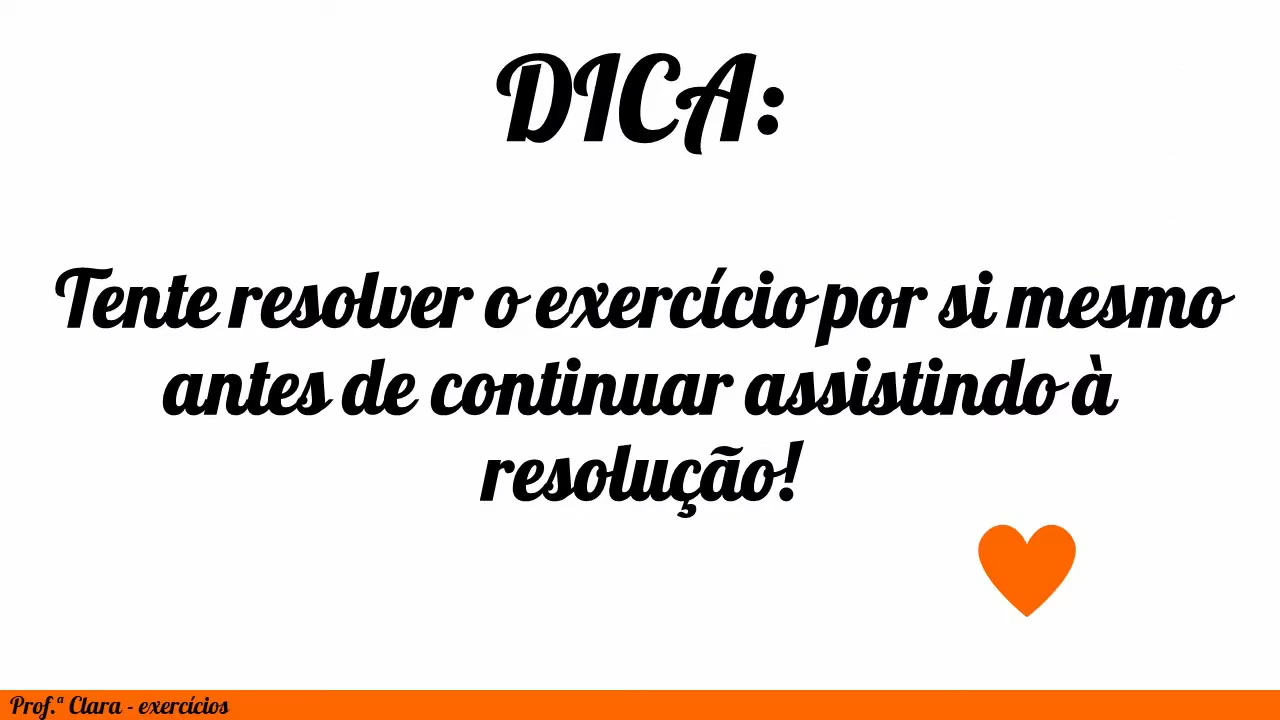 DICA:
Tente resolver o exercício por si mesmo
antes de continuar assistindo à
resolução!
Prof.ª Clara - exercícios